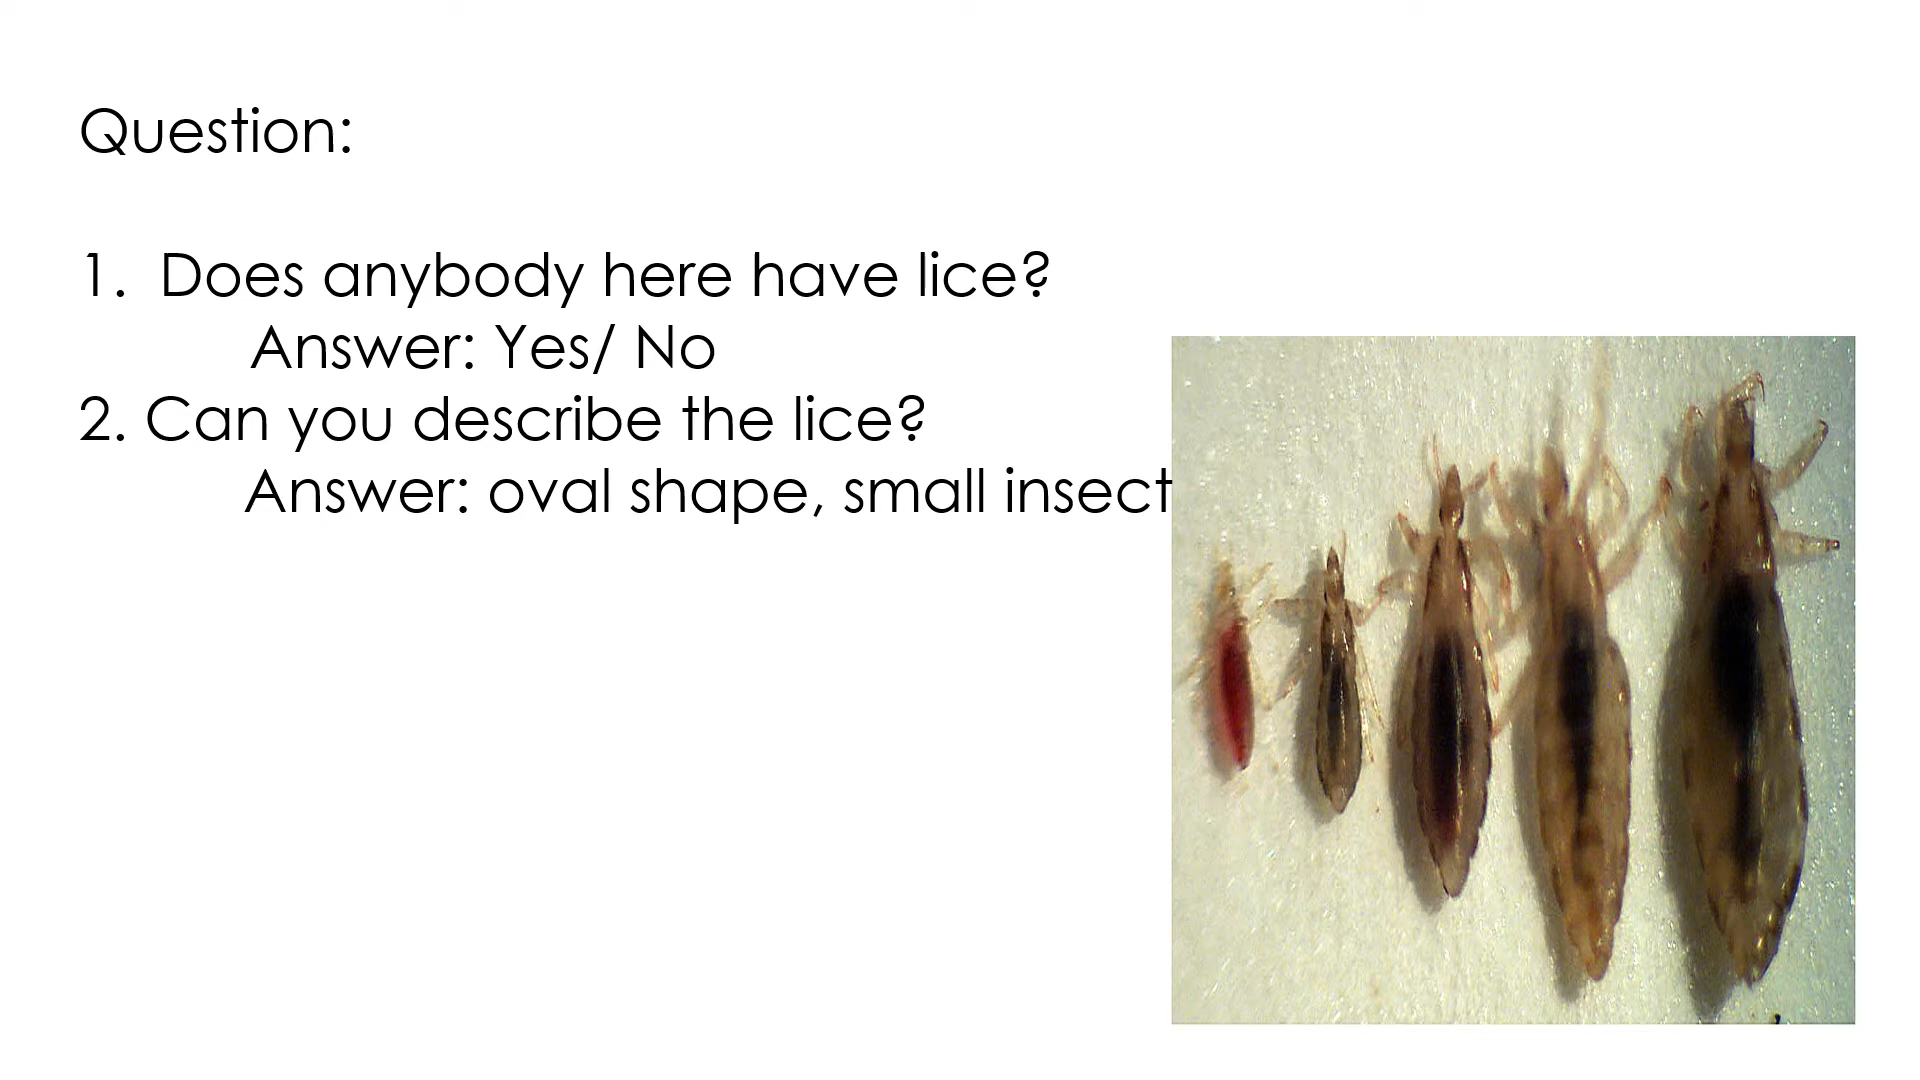 Question:
1. Does anybody here have lice?
Answer: Yes/ No
2. Can you describe the lice?
Answer: oval shape, small insect